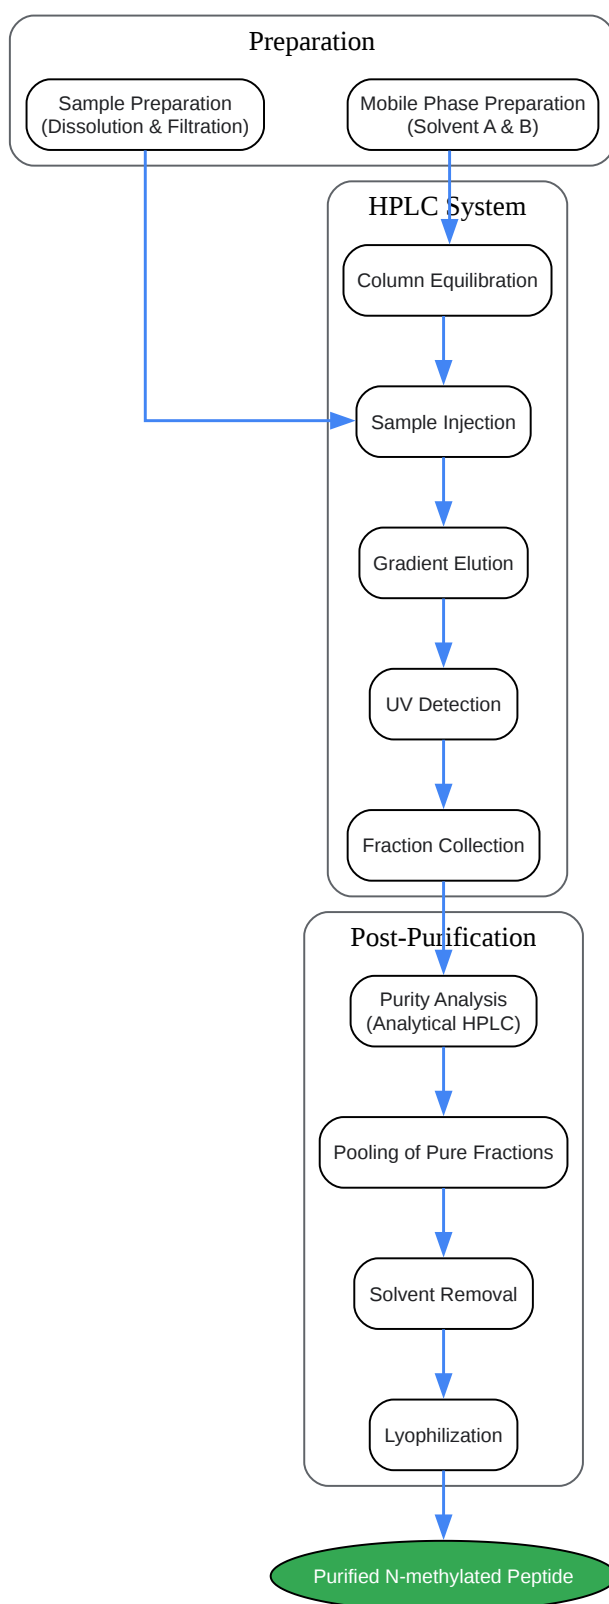 Preparation
Sample Preparation
(Dissolution & Filtration)
Mobile Phase Preparation
(Solvent A & B)
HPLC System
Column Equilibration
Sample Injection
Gradient Elution
UV Detection
Fraction Collection
Post-Purification
Purity Analysis
(Analytical HPLC)
Pooling of Pure Fractions
Solvent Removal
Lyophilization
Purified N-methylated Peptide